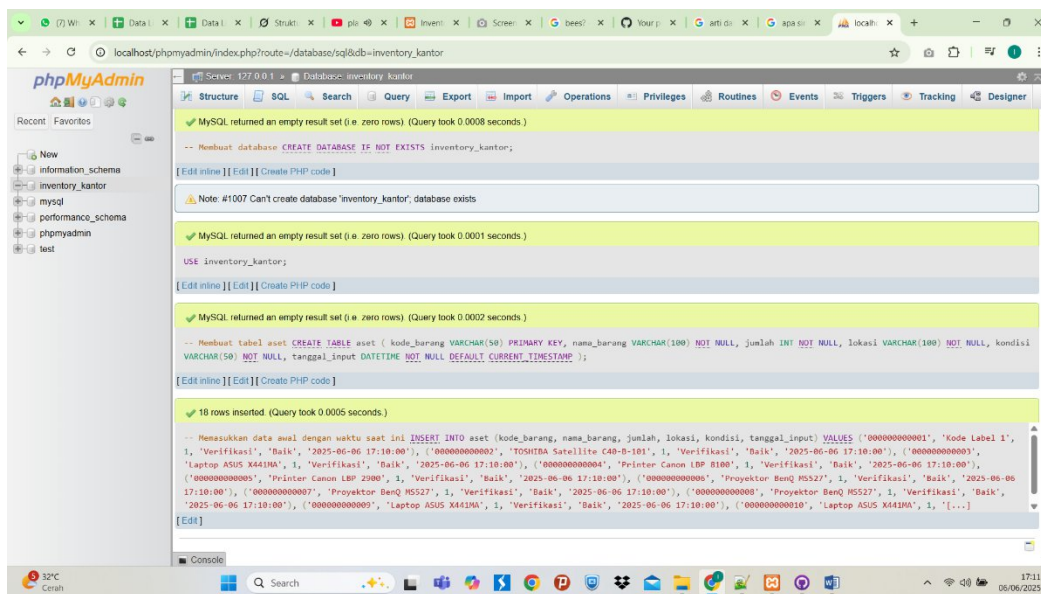 (7) Wh
Data L
Data L
Strukt
pla
Invent
Screen
bees?
Your p
arti da
apa si
localh
localhost/phpmyadmin/index.php?route=/database/sql&db=inventory_kantor
phpMyAdmin
Server: 127.0.0.1 » Database: inventory_kantor
Structure SQL Search Query Export Import Operations Privileges Routines Events Triggers Tracking Designer
Recent Favorites
New
information_schema
inventory_kantor
mysql
performance_schema
phpmyadmin
test
MySQL returned an empty result set (i.e. zero rows). (Query took 0.0008 seconds.)
-- Membuat database CREATE DATABASE IF NOT EXISTS inventory_kantor;
[ Edit inline ] [ Edit ] [ Create PHP code ]
Note: #1007 Can't create database 'inventory_kantor'; database exists
MySQL returned an empty result set (i.e. zero rows). (Query took 0.0001 seconds.)
USE inventory_kantor;
[ Edit inline ] [ Edit ] [ Create PHP code ]
MySQL returned an empty result set (i.e. zero rows). (Query took 0.0002 seconds.)
-- Membuat tabel aset CREATE TABLE aset ( kode_barang VARCHAR(50) PRIMARY KEY, nama_barang VARCHAR(100) NOT NULL, jumlah INT NOT NULL, lokasi VARCHAR(100) NOT NULL, kondisi
VARCHAR(50) NOT NULL, tanggal_input DATETIME NOT NULL DEFAULT CURRENT_TIMESTAMP );
[ Edit inline ] [ Edit ] [ Create PHP code ]
18 rows inserted. (Query took 0.0005 seconds.)
-- Memasukkan data awal dengan waktu saat ini INSERT INTO aset (kode_barang, nama_barang, jumlah, lokasi, kondisi, tanggal_input) VALUES ('000000000001', 'Kode Label 1',
1, 'Verifikasi', 'Baik', '2025-06-06 17:10:00'), ('000000000002', 'TOSHIBA Satellite C40-B-101', 1, 'Verifikasi', 'Baik', '2025-06-06 17:10:00'), ('000000000003',
'Laptop ASUS X441MA', 1, 'Verifikasi', 'Baik', '2025-06-06 17:10:00'), ('000000000004', 'Printer Canon LBP 8100', 1, 'Verifikasi', 'Baik', '2025-06-06 17:10:00'),
('000000000005', 'Printer Canon LBP 2900', 1, 'Verifikasi', 'Baik', '2025-06-06 17:10:00'), ('000000000006', 'Proyektor BenQ MS527', 1, 'Verifikasi', 'Baik', '2025-06-06
17:10:00'), ('000000000007', 'Proyektor BenQ MS527', 1, 'Verifikasi', 'Baik', '2025-06-06 17:10:00'), ('000000000008', 'Proyektor BenQ MS527', 1, 'Verifikasi', 'Baik',
'2025-06-06 17:10:00'), ('000000000009', 'Laptop ASUS X441MA', 1, 'Verifikasi', 'Baik', '2025-06-06 17:10:00'), ('000000000010', 'Laptop ASUS X441MA', 1, '[...]
[ Edit ]
Console
32°C
Cerah
Search
17:11
06/06/2025